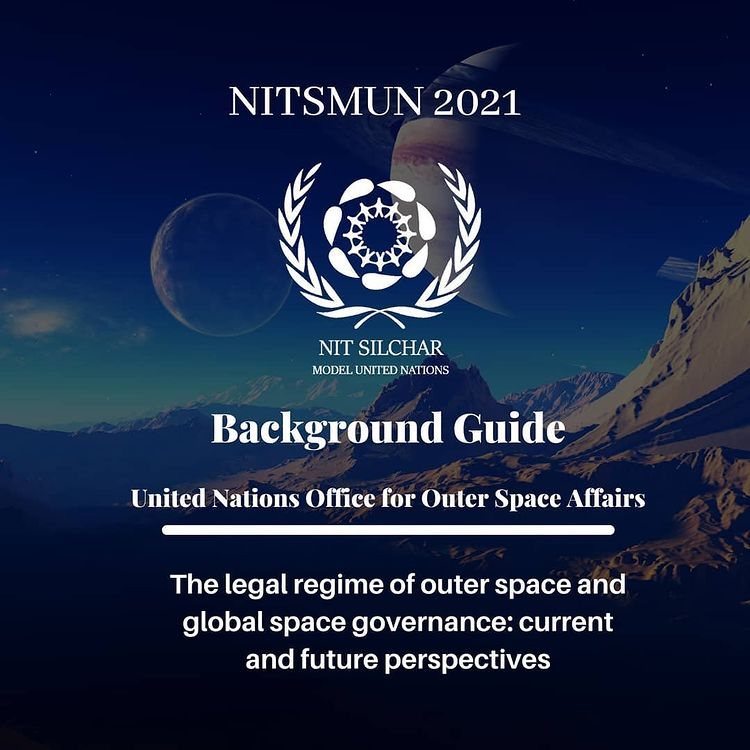 NITSMUN 2021
NIT SILCHAR
MODEL UNITED NATIONS
Background Guide
United Nations Office for Outer Space Affairs
The legal regime of outer space and
global space governance: current
and future perspectives